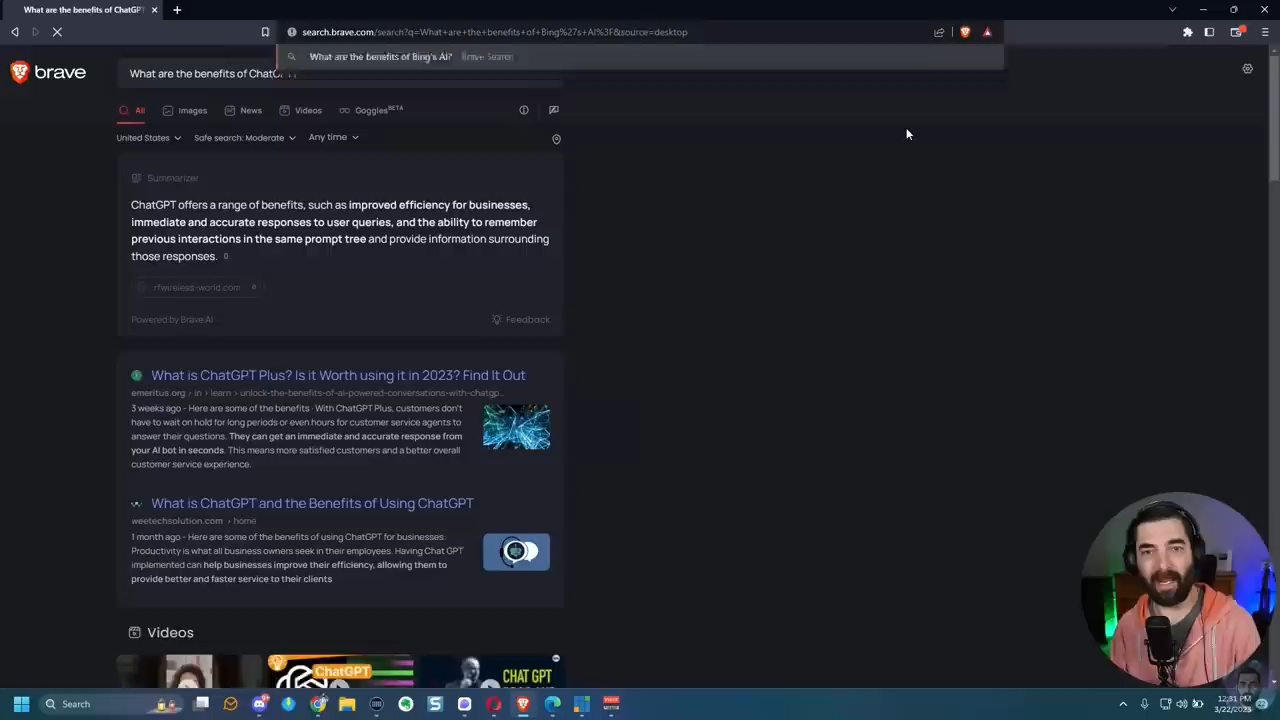 What are the benefits of ChatGP
search.brave.com/search?q=What+are+the+benefits+of+Bing%27s+AI%3F&source=desktop
What are the benefits of Bing's AI?
brave
What are the benefits of ChatG
All
Images
News
Videos
Goggles BETA
United States
Safe search: Moderate
Any time
Summarizer
ChatGPT offers a range of benefits, such as improved efficiency for businesses,
immediate and accurate responses to user queries, and the ability to remember
previous interactions in the same prompt tree and provide information surrounding
those responses.
rfwireless-world.com
Powered by Brave AI
Feedback
What is ChatGPT Plus? Is it Worth using it in 2023? Find It Out
emeritus.org › in › learn › unlock-the-benefits-of-ai-powered-conversations-with-chatgp...
3 weeks ago - Here are some of the benefits · With ChatGPT Plus, customers don't
have to wait on hold for long periods or even hours for customer service agents to
answer their questions. They can get an immediate and accurate response from
your AI bot in seconds. This means more satisfied customers and a better overall
customer service experience.
What is ChatGPT and the Benefits of Using ChatGPT
weetechsolution.com › home
1 month ago - Here are some of the benefits of using ChatGPT for businesses:
Productivity is what all business owners seek in their employees. Having Chat GPT
implemented can help businesses improve their efficiency, allowing them to
provide better and faster service to their clients
Videos
ChatGPT
CHAT GPT
Search
12:31 PM
3/22/2023